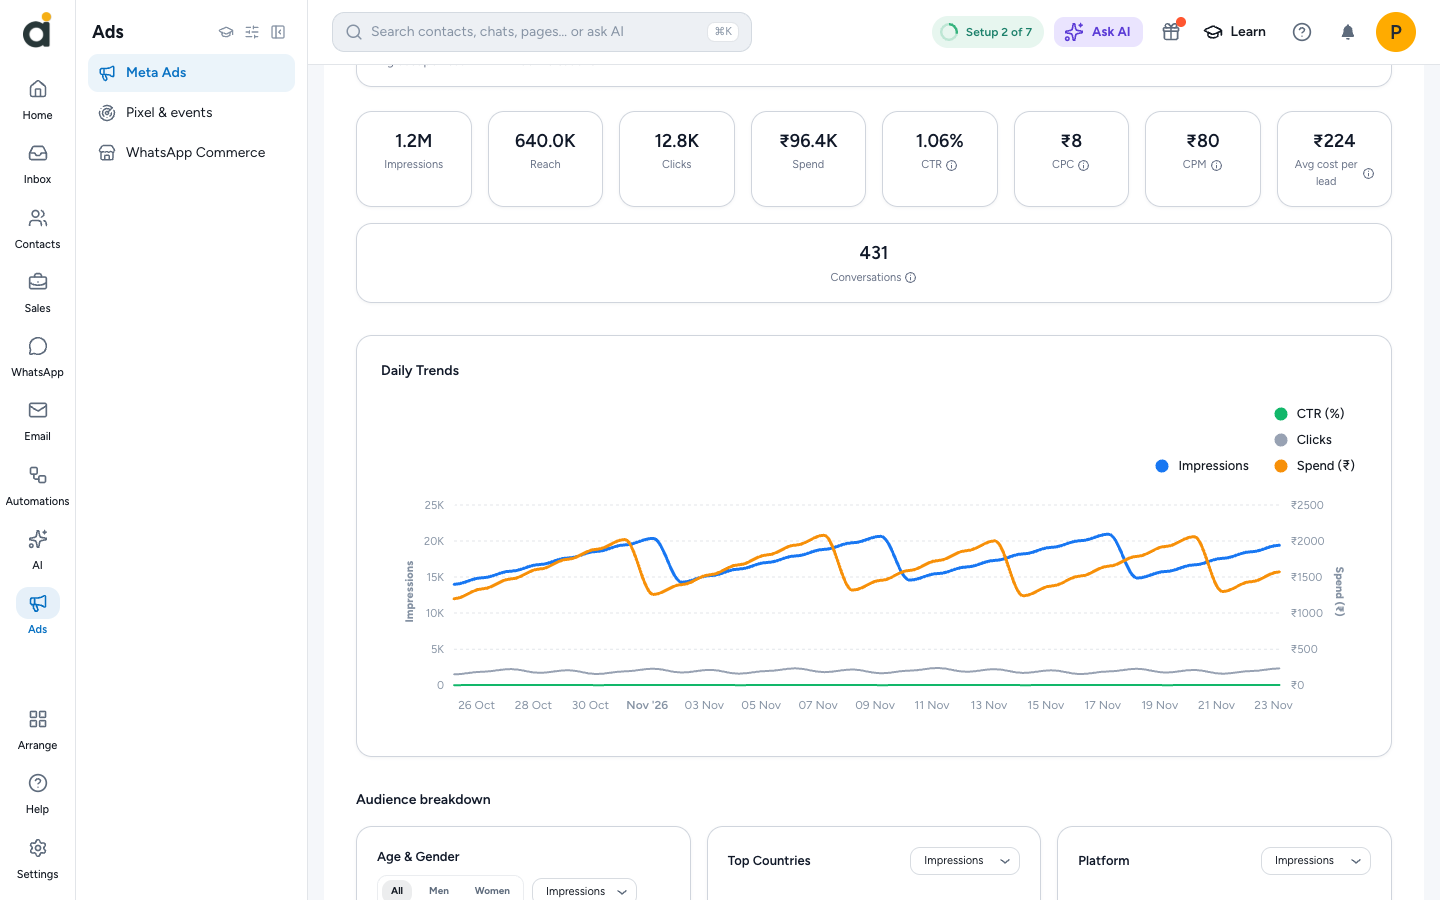 Ads
Search contacts, chats, pages... or ask AI
⌘K
Setup 2 of 7
Ask AI
Learn
P
Home
Inbox
Contacts
Sales
WhatsApp
Email
Automations
AI
Ads
Arrange
Help
Settings
Meta Ads
Pixel & events
WhatsApp Commerce
1.2M
Impressions
640.0K
Reach
12.8K
Clicks
₹96.4K
Spend
1.06%
CTR
₹8
CPC
₹80
CPM
₹224
Avg cost per
lead
431
Conversations
Daily Trends
CTR (%)
Clicks
Impressions
Spend (₹)
25K
20K
15K
10K
5K
0
Impressions
₹2500
₹2000
₹1500
₹1000
₹500
₹0
Spend (₹)
26 Oct
28 Oct
30 Oct
Nov '26
03 Nov
05 Nov
07 Nov
09 Nov
11 Nov
13 Nov
15 Nov
17 Nov
19 Nov
21 Nov
23 Nov
Audience breakdown
Age & Gender
All
Men
Women
Impressions
Top Countries
Impressions
Platform
Impressions